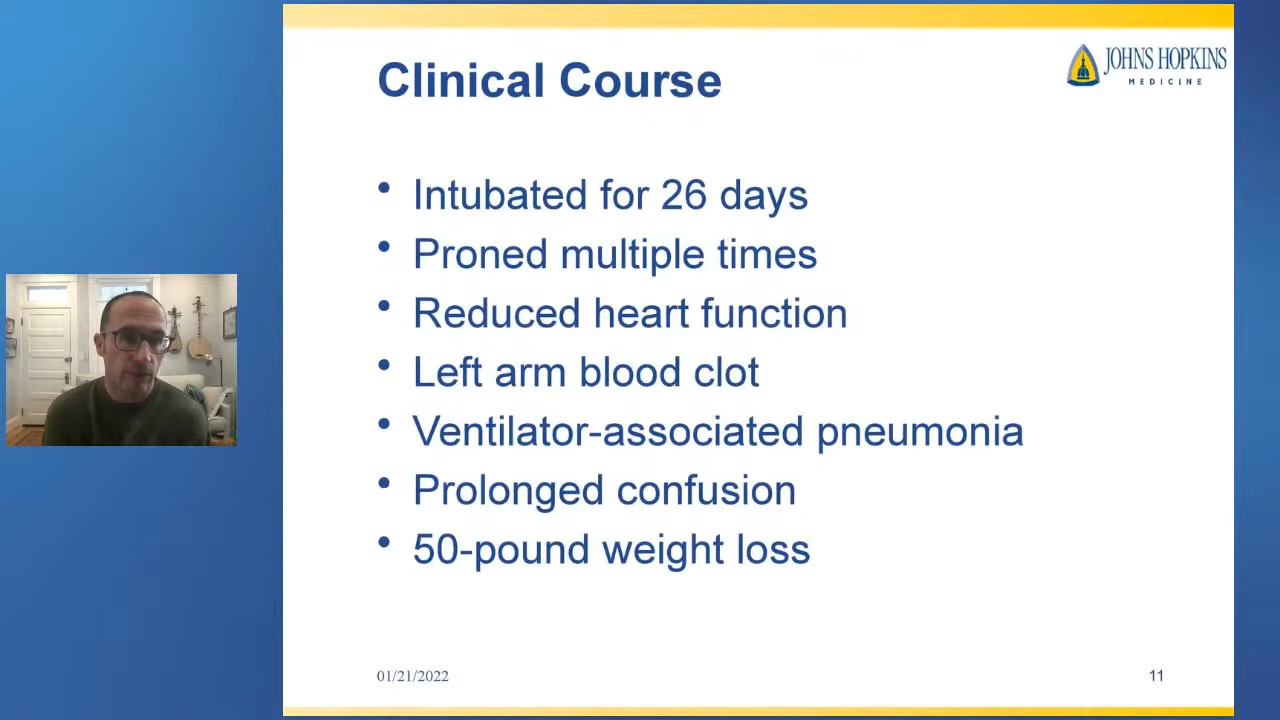 Clinical Course
JOHNS HOPKINS
MEDICINE
• Intubated for 26 days
• Proned multiple times
• Reduced heart function
• Left arm blood clot
• Ventilator-associated pneumonia
• Prolonged confusion
• 50-pound weight loss
01/21/2022
11